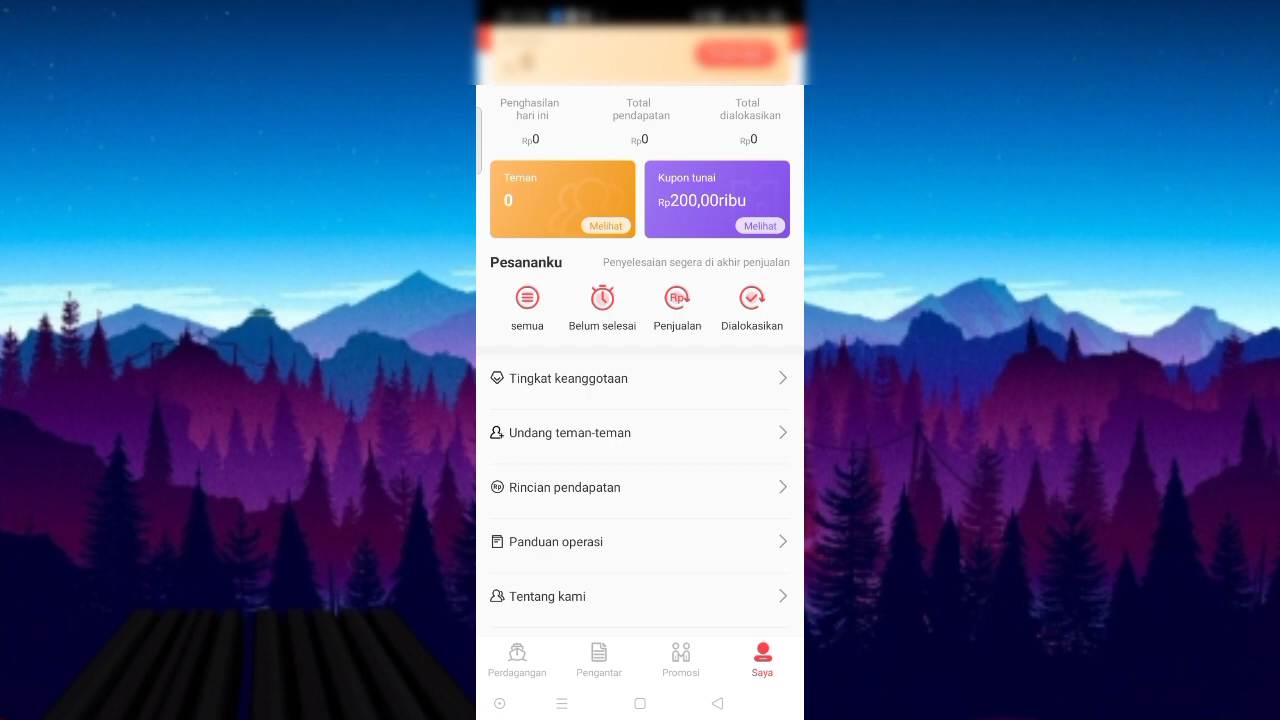 Penghasilan
hari ini
Total
pendapatan
Total
dialokasikan
Rp0
Rp0
Rp0
Teman
0
Melihat
Kupon tunai
Rp200,00ribu
Melihat
Pesananku
Penyelesaian segera di akhir penjualan
Rp
semua
Belum selesai
Penjualan
Dialokasikan
Tingkat keanggotaan
Undang teman-teman
Rp
Rincian pendapatan
Panduan operasi
Tentang kami
Perdagangan
Pengantar
Promosi
Saya